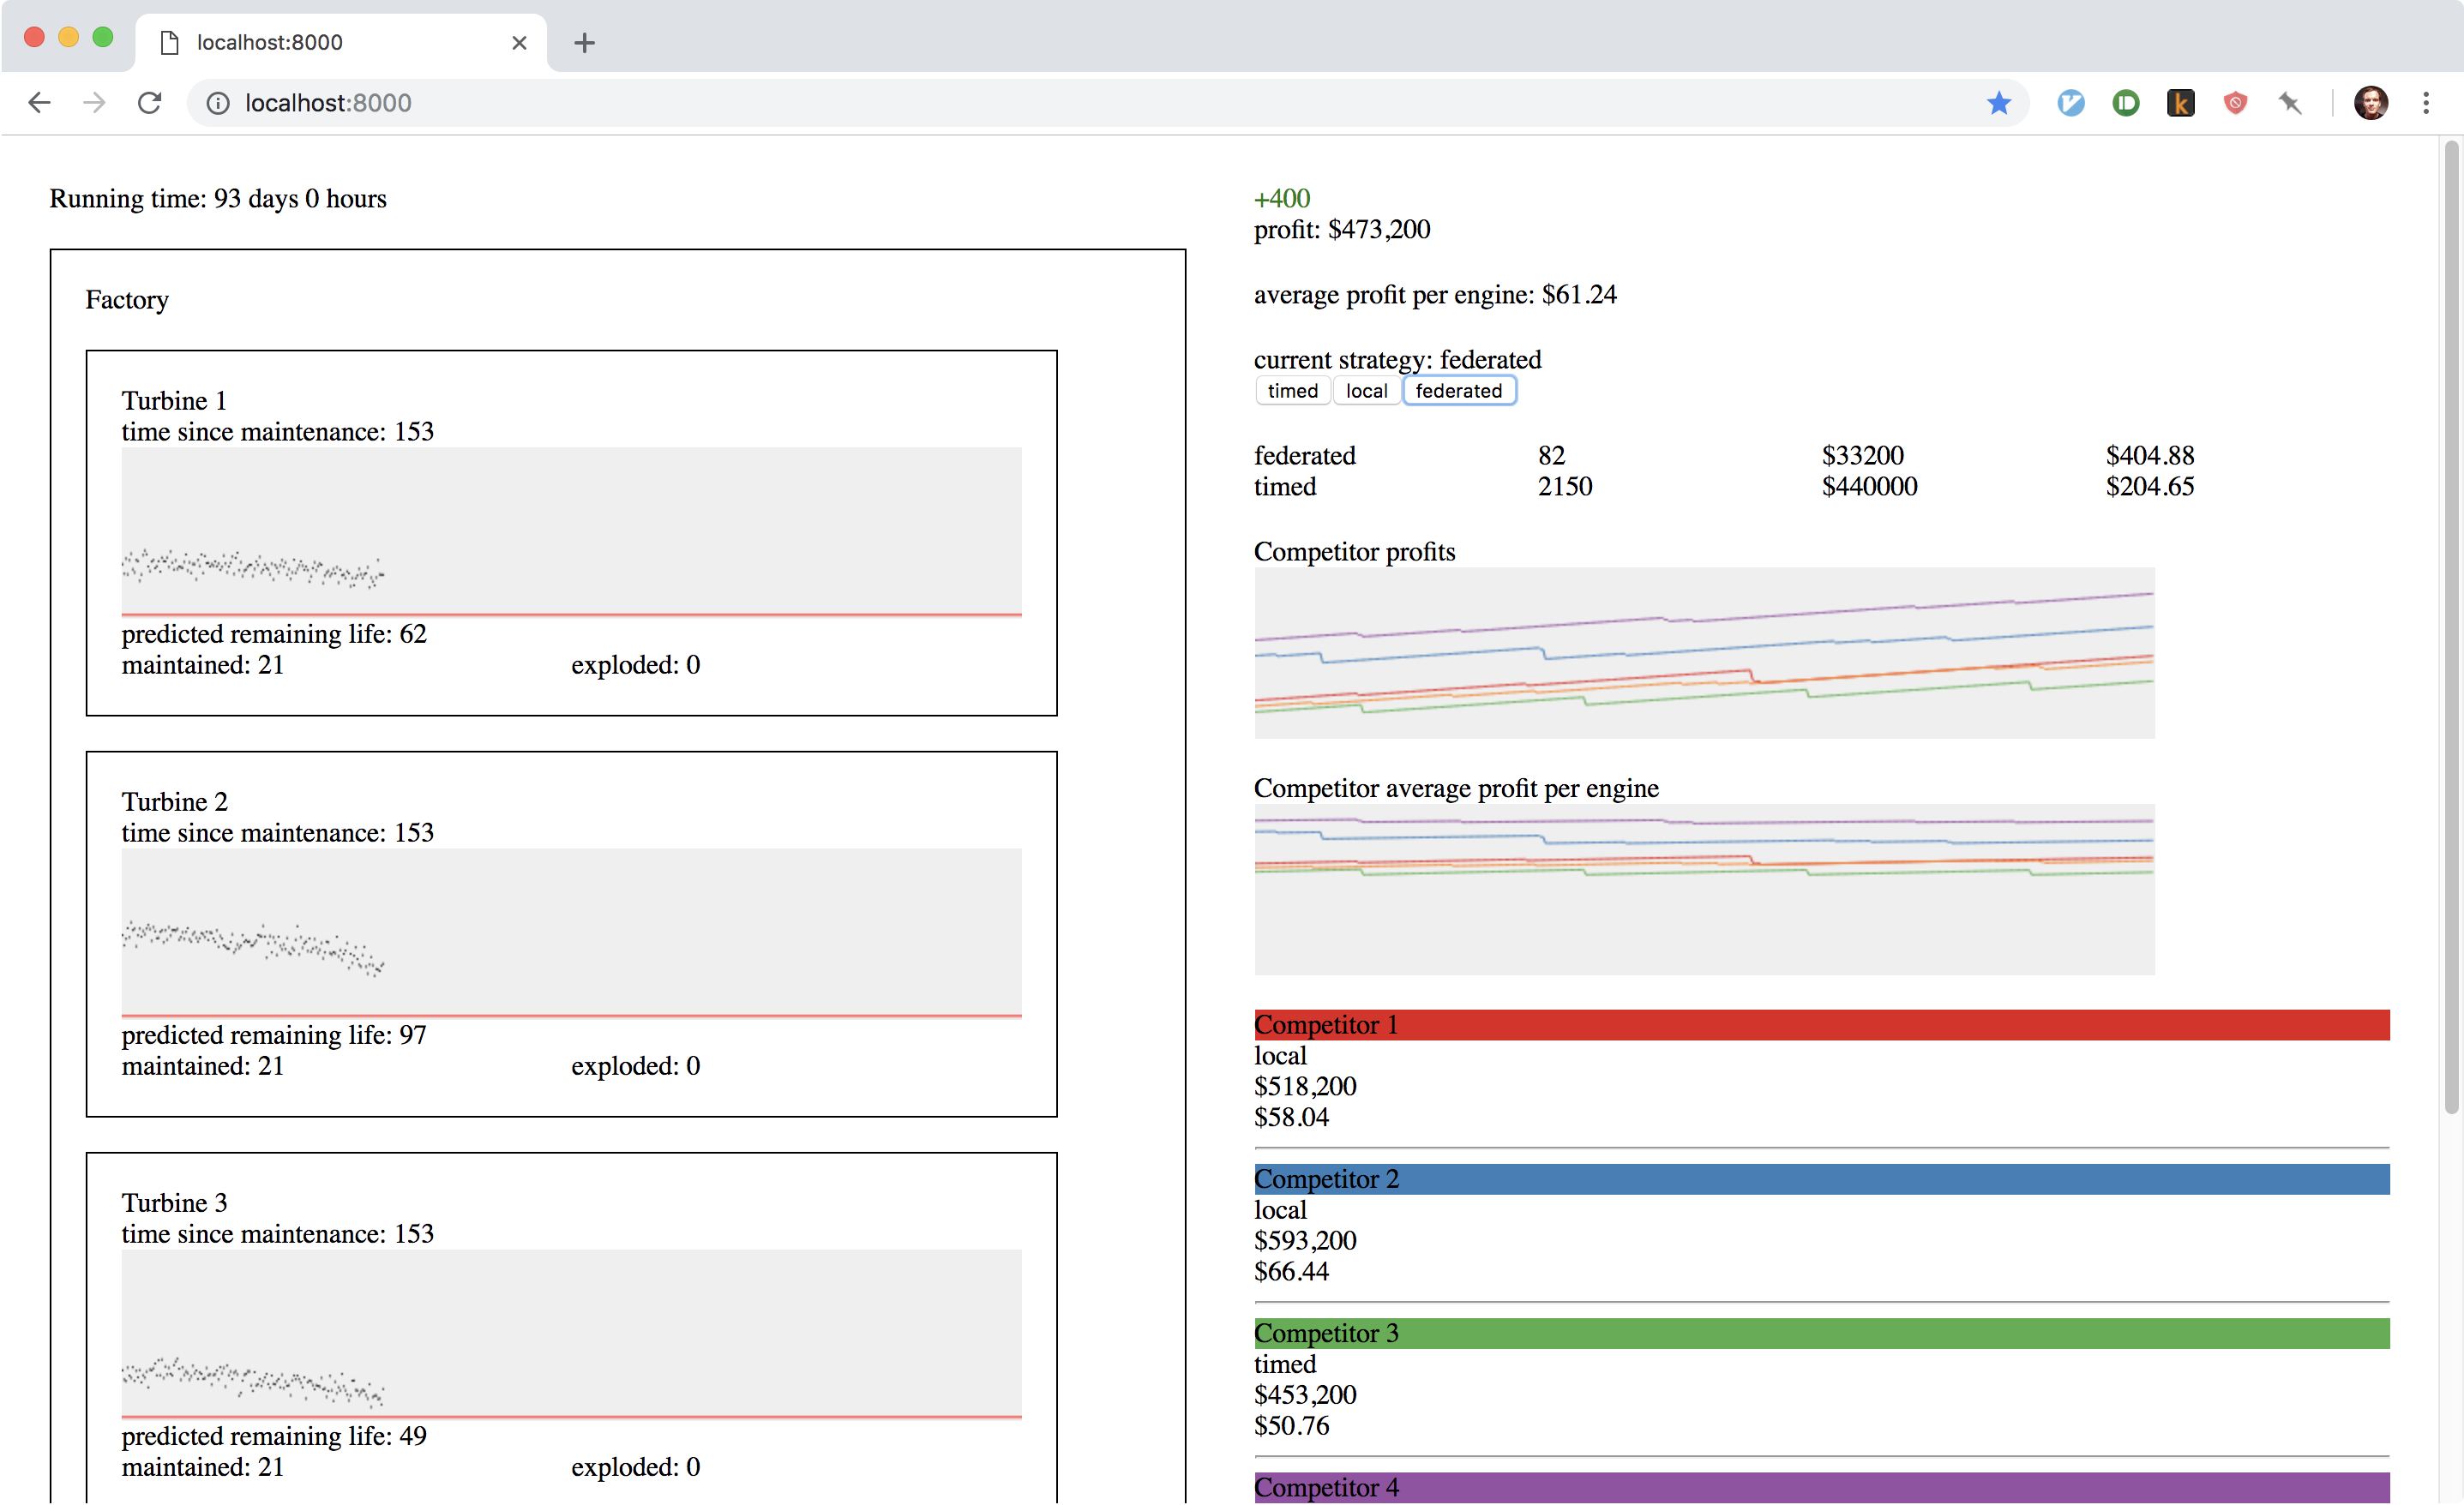 localhost:8000
localhost:8000
Running time: 93 days 0 hours
Factory
Turbine 1
time since maintenance: 153
predicted remaining life: 62
maintained: 21 exploded: 0
Turbine 2
time since maintenance: 153
predicted remaining life: 97
maintained: 21 exploded: 0
Turbine 3
time since maintenance: 153
predicted remaining life: 49
maintained: 21 exploded: 0
+400
profit: $473,200
average profit per engine: $61.24
current strategy: federated
timed local federated
federated 82 $33200 $404.88
timed 2150 $440000 $204.65
Competitor profits
Competitor average profit per engine
Competitor 1
local
$518,200
$58.04
Competitor 2
local
$593,200
$66.44
Competitor 3
timed
$453,200
$50.76
Competitor 4